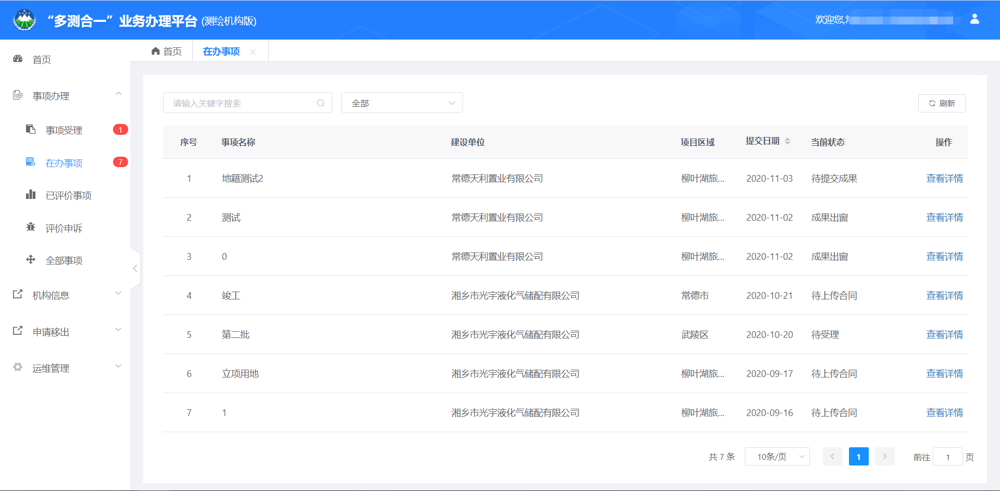 “多测合一”业务办理平台 (测绘机构版)
欢迎您,常
首页
事项办理
事项受理 1
在办事项 7
已评价事项
评价申诉
全部事项
机构信息
申请移出
运维管理
首页 在办事项
请输入关键字搜索 全部 刷新
序号 事项名称 建设单位 项目区域 提交日期 当前状态 操作
1 地籍测试2 常德天利置业有限公司 柳叶湖旅... 2020-11-03 待提交成果 查看详情
2 测试 常德天利置业有限公司 柳叶湖旅... 2020-11-02 成果出窗 查看详情
3 0 常德天利置业有限公司 柳叶湖旅... 2020-11-02 成果出窗 查看详情
4 竣工 湘乡市光宇液化气储配有限公司 常德市 2020-10-21 待上传合同 查看详情
5 第二批 湘乡市光宇液化气储配有限公司 武陵区 2020-10-20 待受理 查看详情
6 立项用地 湘乡市光宇液化气储配有限公司 柳叶湖旅... 2020-09-17 待上传合同 查看详情
7 1 湘乡市光宇液化气储配有限公司 柳叶湖旅... 2020-09-16 待上传合同 查看详情
共 7 条 10条/页 1 前往 1 页